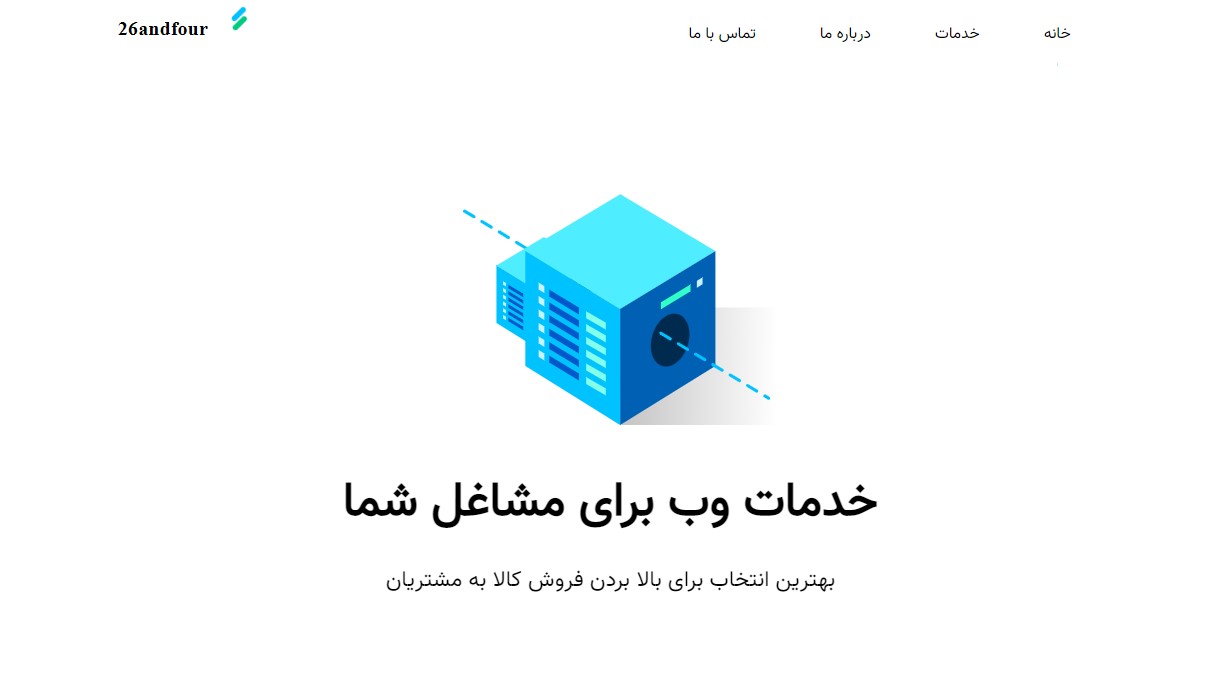 خانه
خدمات
درباره ما
تماس با ما
26andfour
خدمات وب برای مشاغل شما
بهترین انتخاب برای بالا بردن فروش کالا به مشتریان